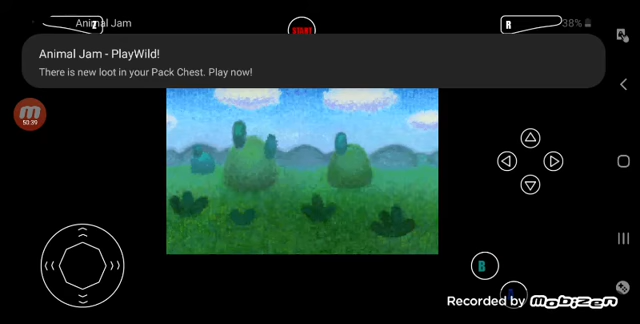 Z
Animal Jam
START
R
38%
Animal Jam - PlayWild!
There is new loot in your Pack Chest. Play now!
50:39
B
Recorded by MOBIZEN